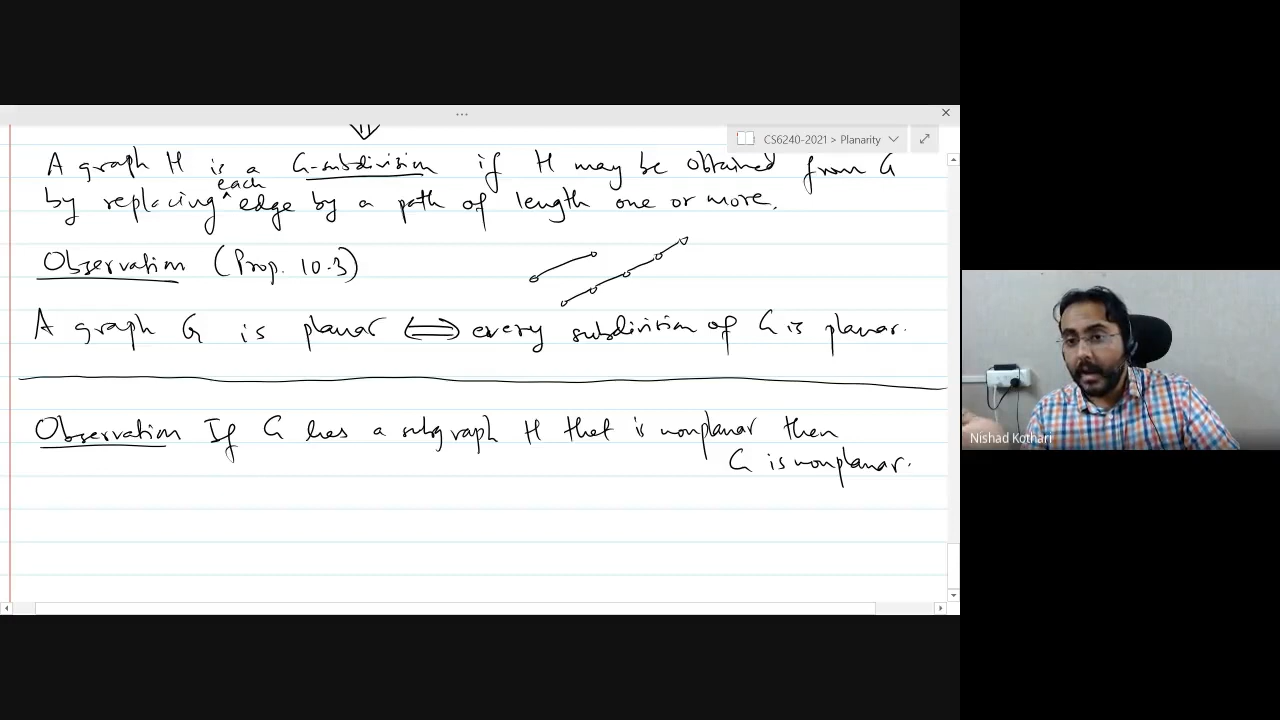 CS6240-2021 > Planarity
A graph H is a G-subdivision if H may be obtained from G
by replacing ^each edge by a path of length one or more.
Observation (Prop. 10.3)
A graph G is planar ⟺ every subdivision of G is planar.
Observation If G has a subgraph H that is nonplanar then
G is nonplanar.
Nishad Kothari